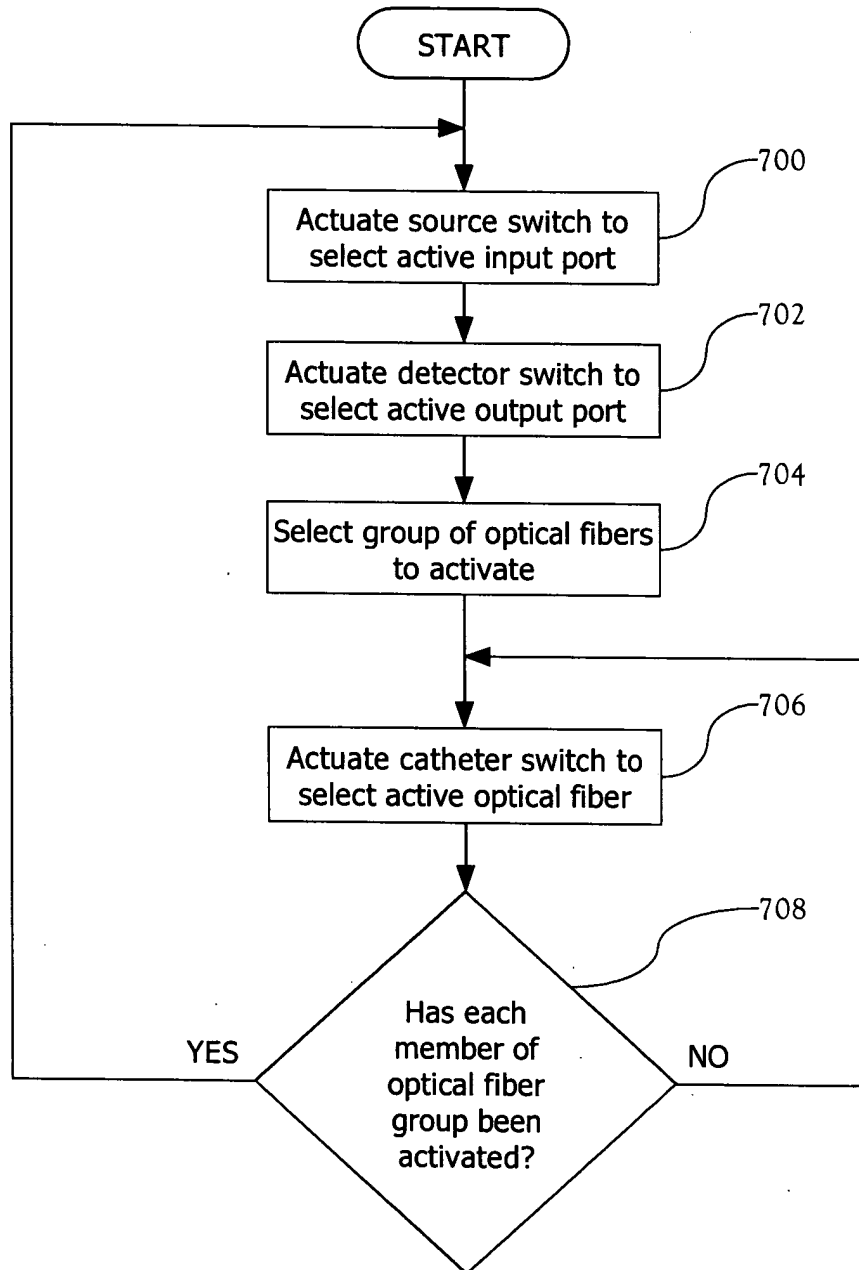 START
700
Actuate source switch to
select active input port
702
Actuate detector switch to
select active output port
704
Select group of optical fibers
to activate
706
Actuate catheter switch to
select active optical fiber
708
Has each
member of
optical fiber
group been
activated?
YES
NO